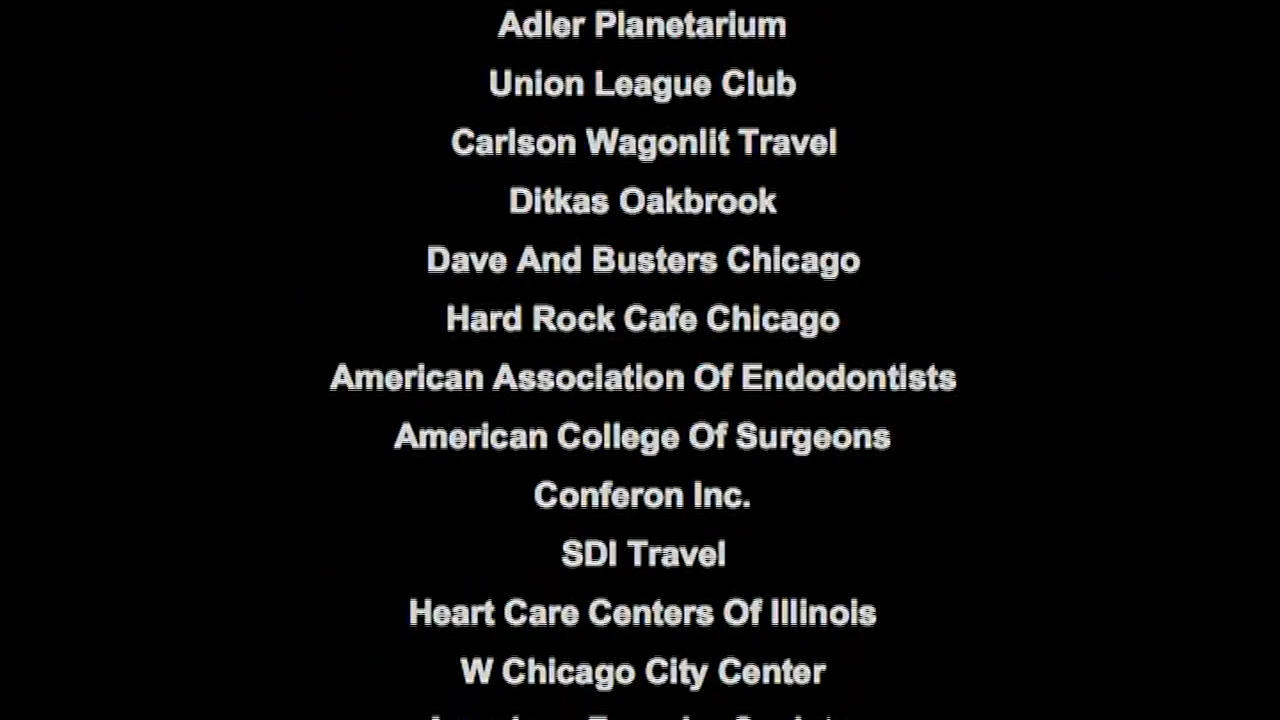 Adler Planetarium
Union League Club
Carlson Wagonlit Travel
Ditkas Oakbrook
Dave And Busters Chicago
Hard Rock Cafe Chicago
American Association Of Endodontists
American College Of Surgeons
Conferon Inc.
SDI Travel
Heart Care Centers Of Illinois
W Chicago City Center